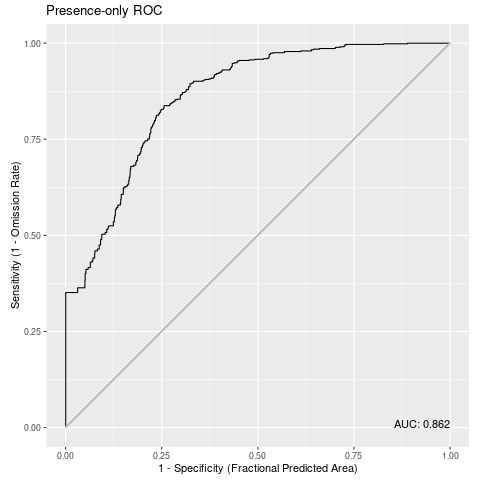 Presence-only ROC
Sensitivity (1 - Omission Rate)
1.00
0.75
0.50
0.25
0.00
AUC: 0.862
0.00 0.25 0.50 0.75 1.00
1 - Specificity (Fractional Predicted Area)